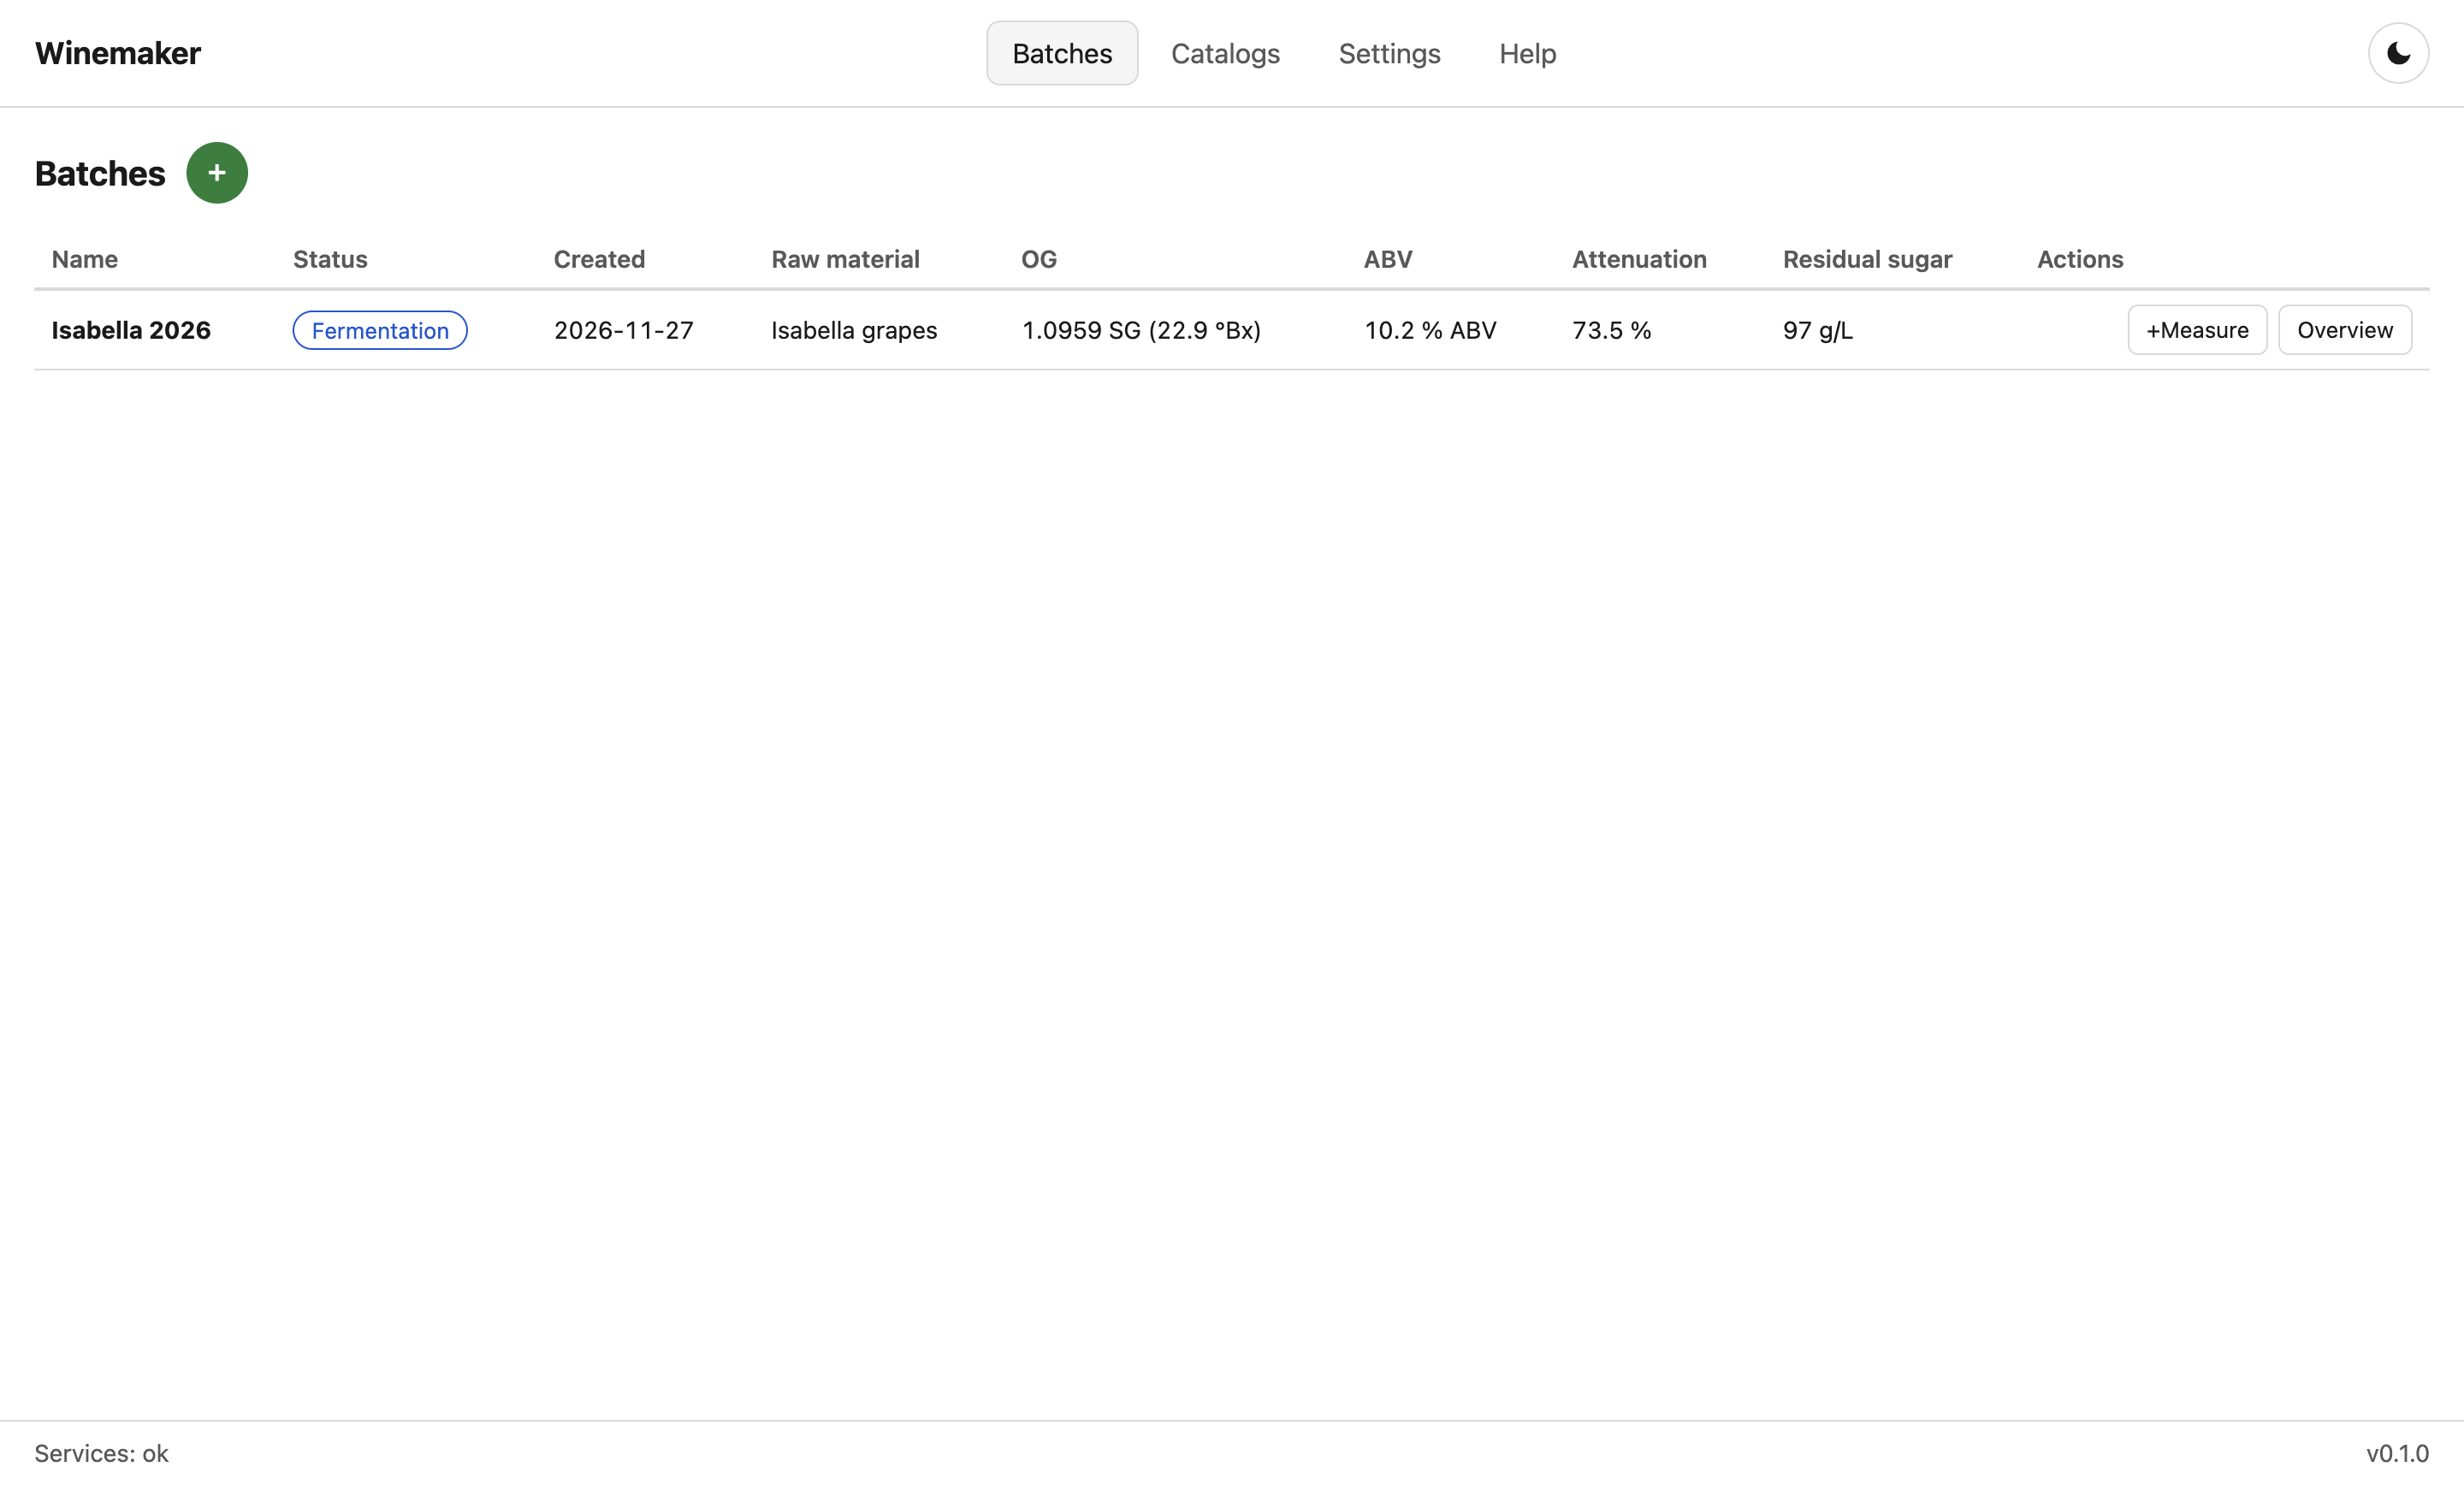 Winemaker
Batches Catalogs Settings Help
Batches +
Name Status Created Raw material OG ABV Attenuation Residual sugar Actions
Isabella 2026 Fermentation 2026-11-27 Isabella grapes 1.0959 SG (22.9 °Bx) 10.2 % ABV 73.5 % 97 g/L +Measure Overview
Services: ok v0.1.0